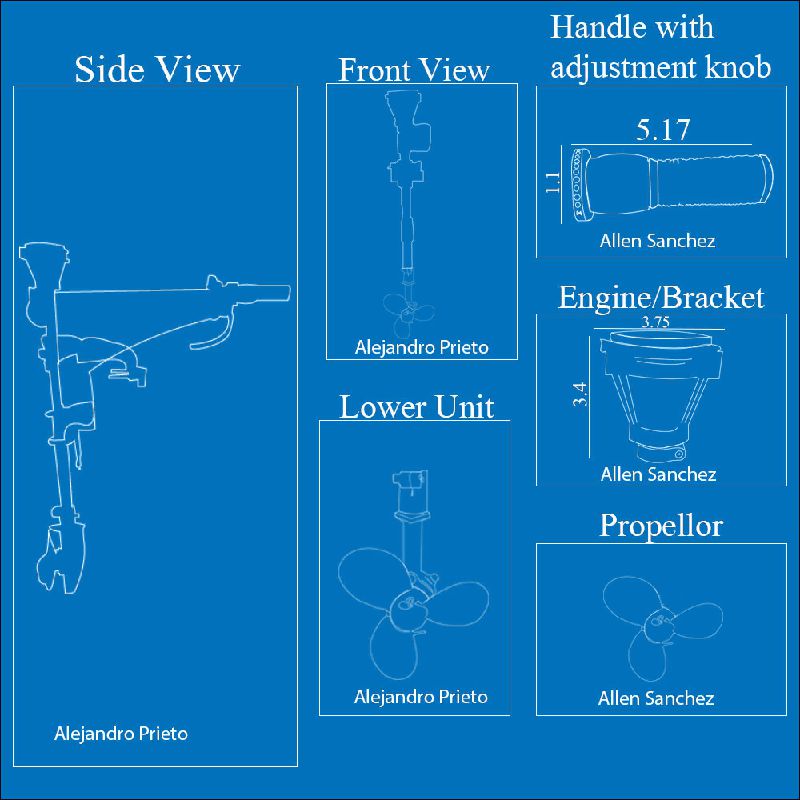 Side View
Alejandro Prieto
Front View
Alejandro Prieto
Lower Unit
Alejandro Prieto
Handle with
adjustment knob
5.17
1.1
Allen Sanchez
Engine/Bracket
3.75
3.4
Allen Sanchez
Propellor
Allen Sanchez